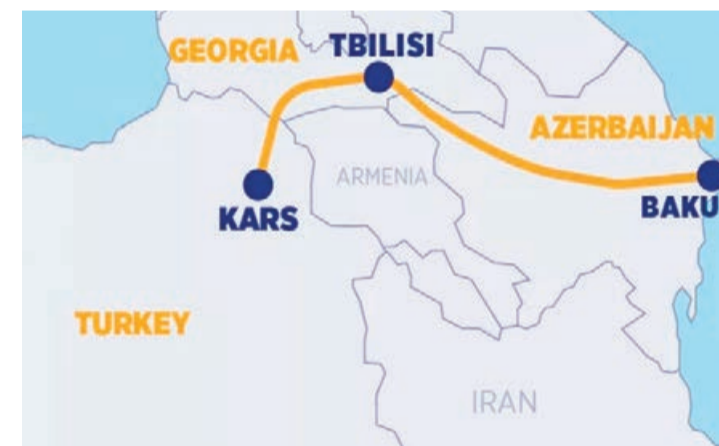 GEORGIA
TBILISI
AZERBAIJAN
ARMENIA
BAKU
KARS
TURKEY
IRAN